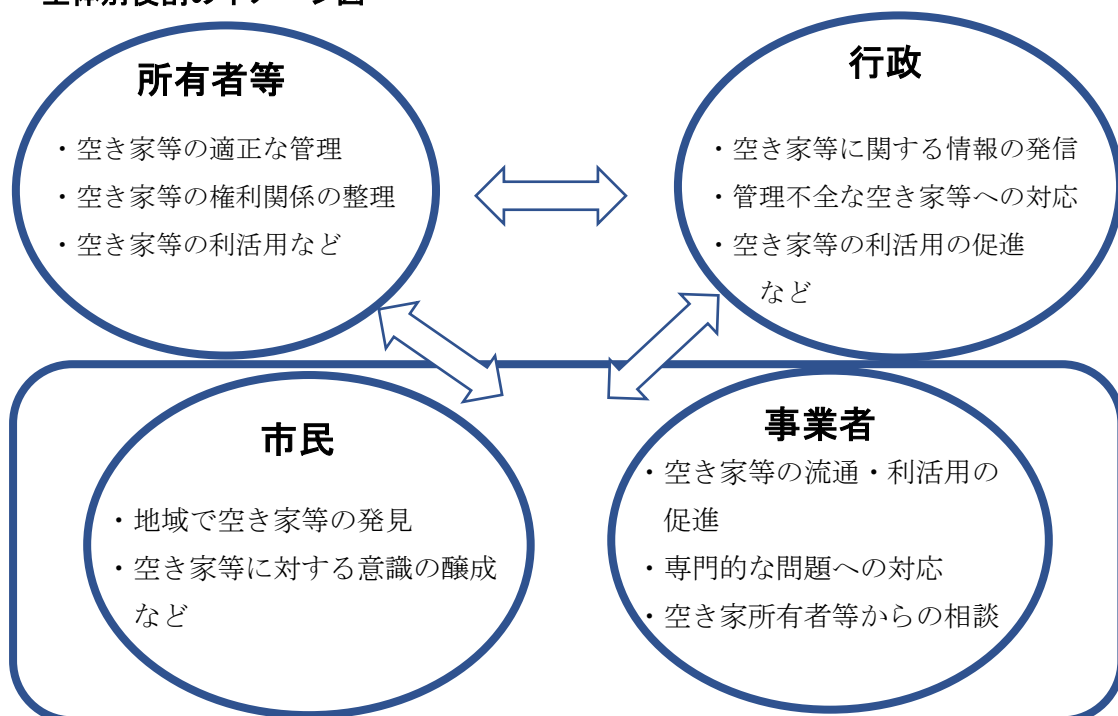 所有者等
・空き家等の適正な管理
・空き家等の権利関係の整理
・空き家等の利活用など
行政
・空き家等に関する情報の発信
・管理不全な空き家等への対応
・空き家等の利活用の促進
など
市民
・地域で空き家等の発見
・空き家等に対する意識の醸成
など
事業者
・空き家等の流通・利活用の
促進
・専門的な問題への対応
・空き家所有者等からの相談